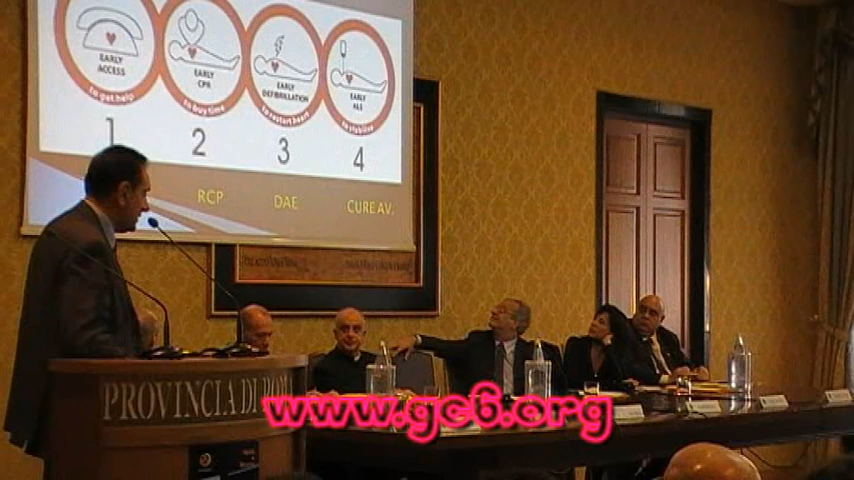 EARLY
ACCESS
to get help
EARLY
CPR
to buy time
EARLY
DEFIBRILLATION
to restart heart
EARLY
ALS
to stabilise
1
2
3
4
RCP
DAE
CURE AV.
PROVINCIA DI ROMA
www.gc6.org